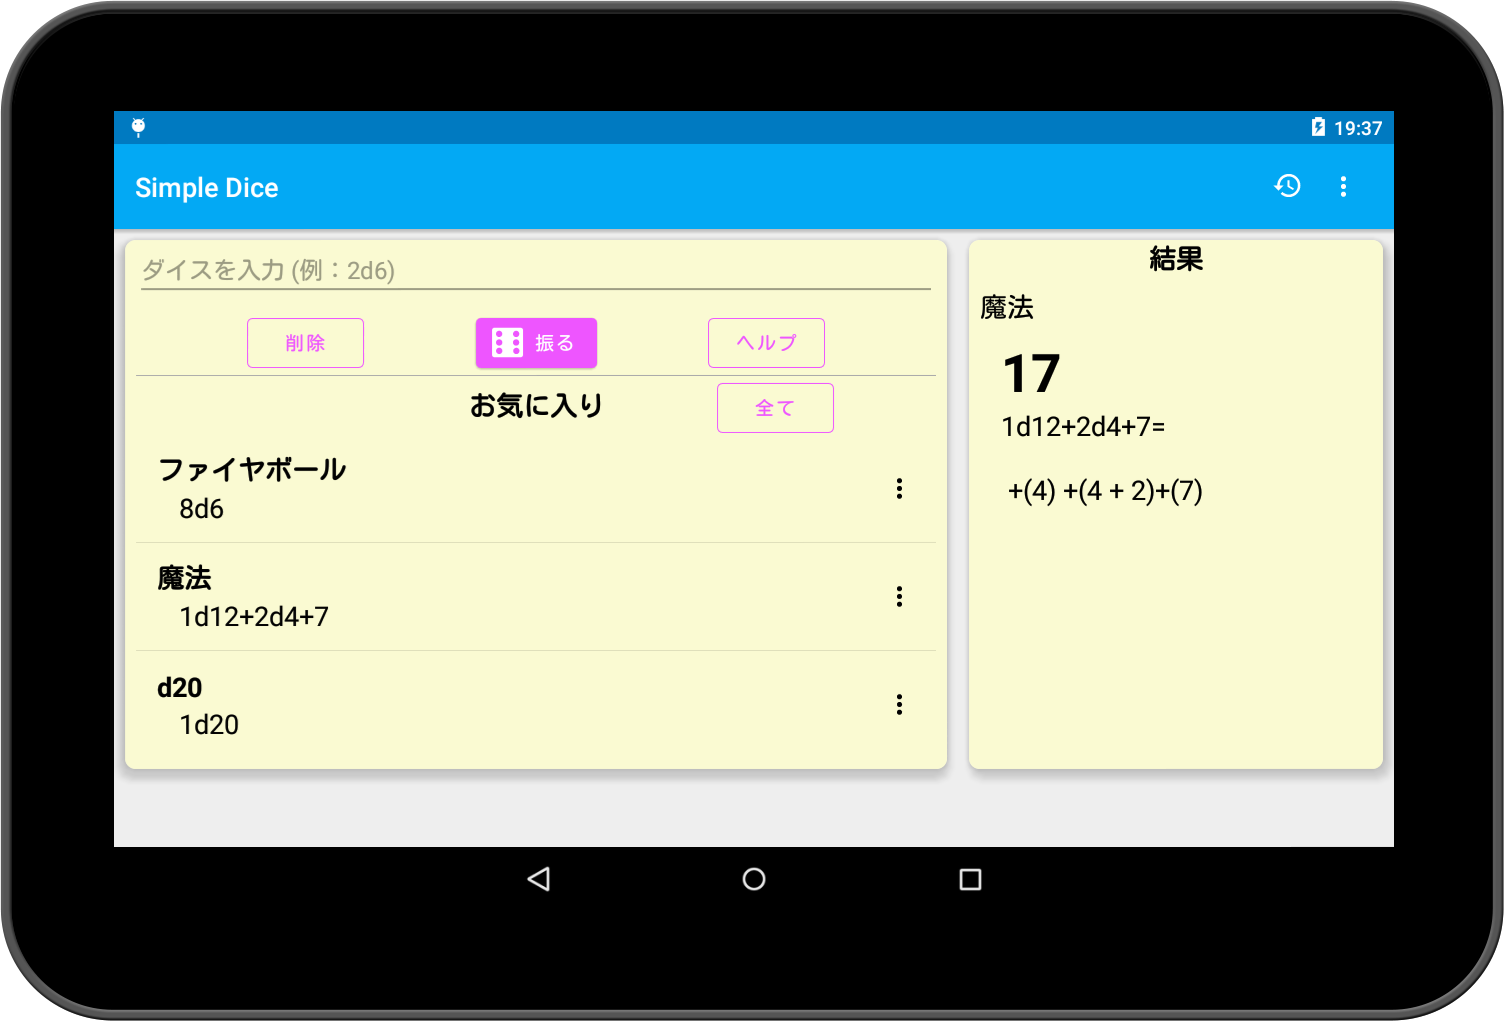 19:37
Simple Dice
ダイスを入力 (例：2d6)
削除
振る
ヘルプ
お気に入り
全て
ファイヤボール
8d6
魔法
1d12+2d4+7
d20
1d20
結果
魔法
17
1d12+2d4+7=
+(4) +(4 + 2)+(7)